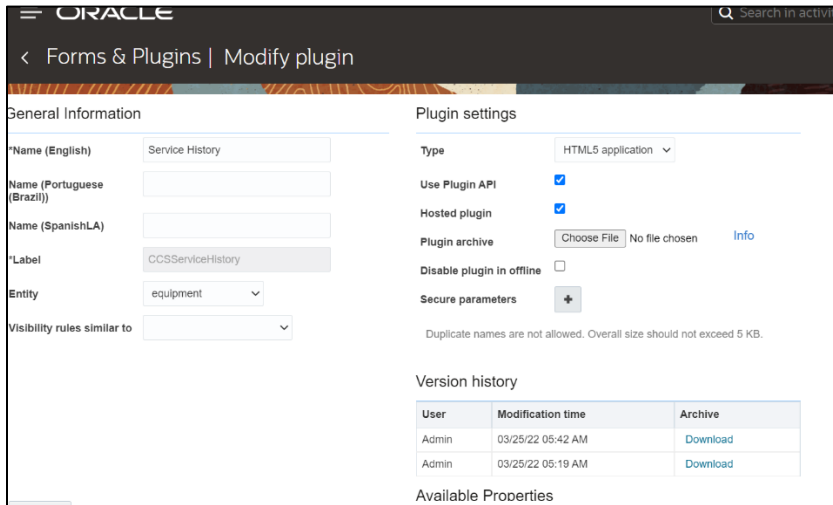 ORACLE
Search in activi
Forms & Plugins | Modify plugin
General Information
*Name (English) Service History
Name (Portuguese
(Brazil))
Name (SpanishLA)
*Label CCSServiceHistory
Entity equipment
Visibility rules similar to
Plugin settings
Type HTML5 application
Use Plugin API
Hosted plugin
Plugin archive Choose File No file chosen Info
Disable plugin in offline
Secure parameters +
Duplicate names are not allowed. Overall size should not exceed 5 KB.
Version history
User Modification time Archive
Admin 03/25/22 05:42 AM Download
Admin 03/25/22 05:19 AM Download
Available Properties